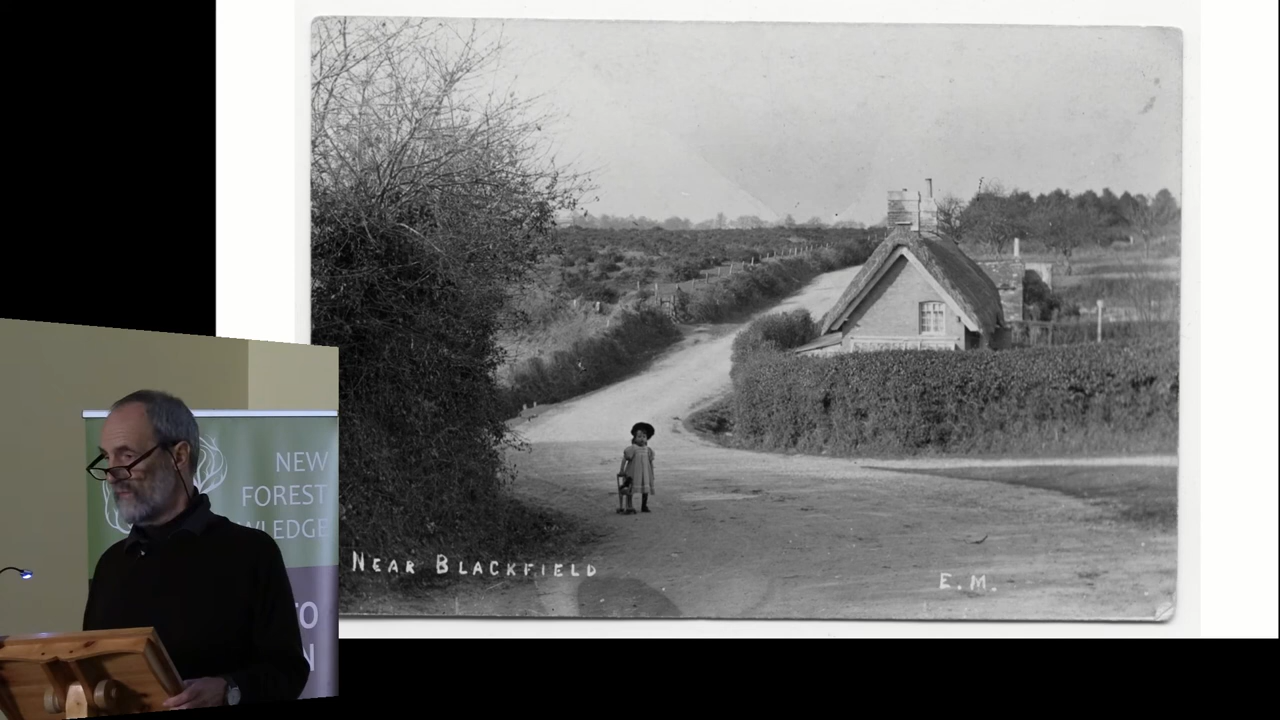 NEAR BLACKFIELD
E. M.
NEW
FOREST
WLEDGE
TO
N